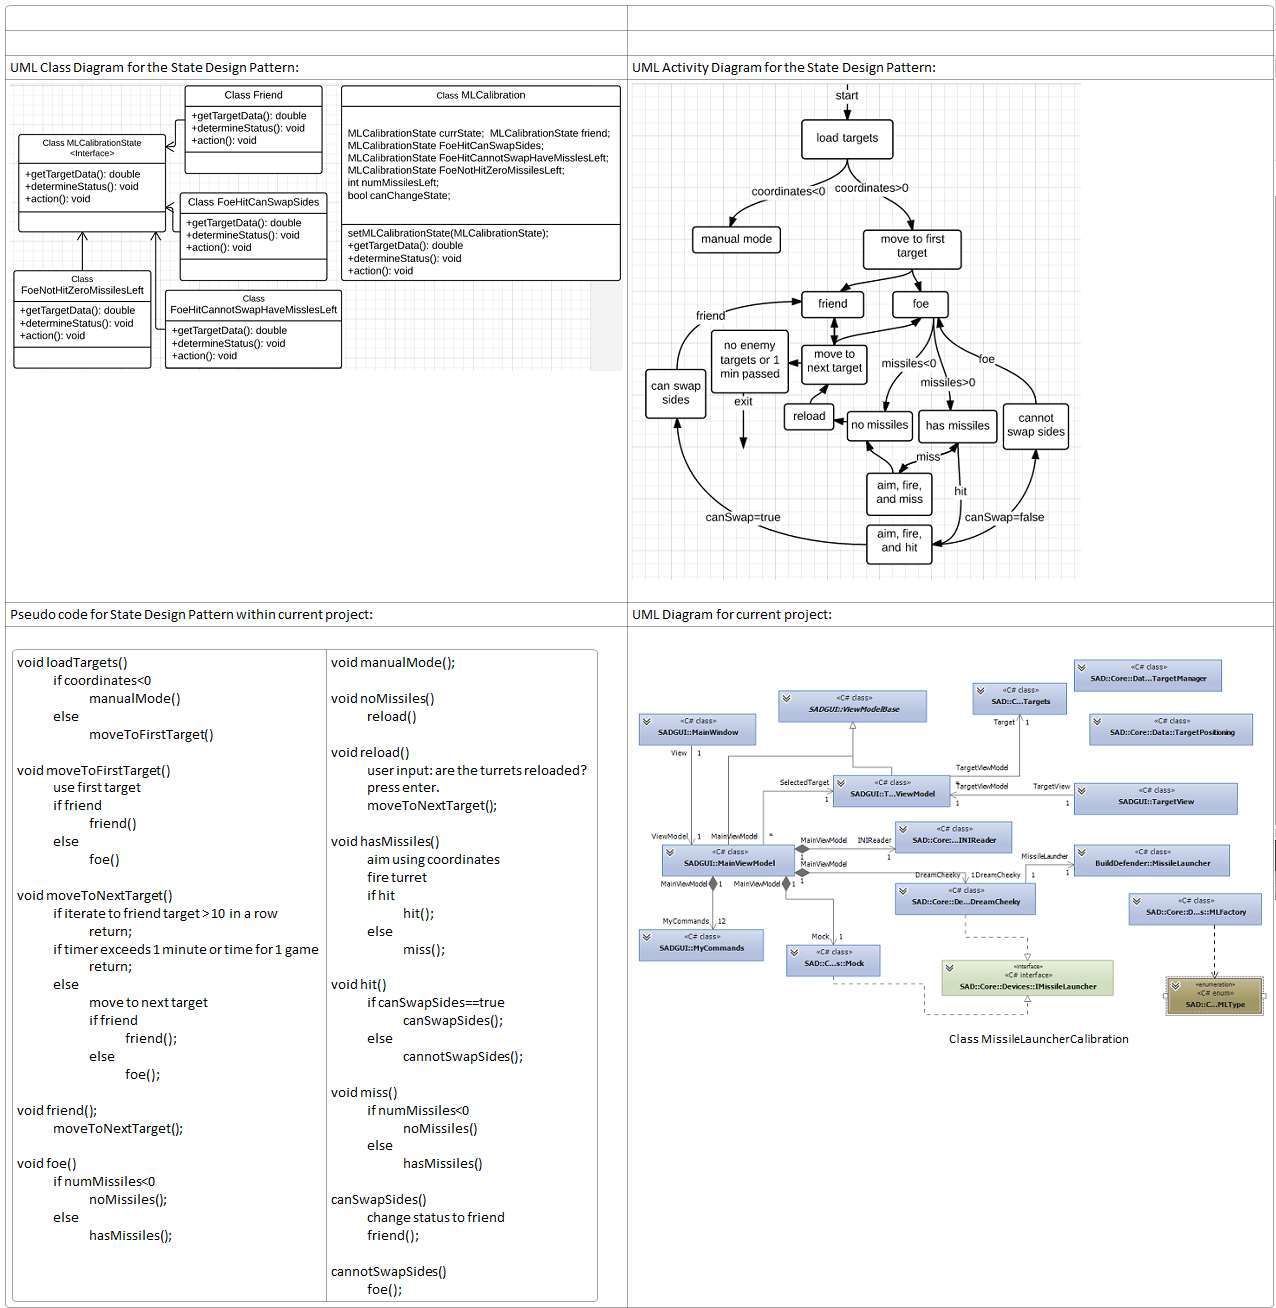 UML Class Diagram for the State Design Pattern:
Class Friend
+getTargetData(): double
+determineStatus(): void
+action(): void
Class MLCalibrationState
<Interface>
+getTargetData(): double
+determineStatus(): void
+action(): void
Class FoeHitCanSwapSides
+getTargetData(): double
+determineStatus(): void
+action(): void
Class
FoeNotHitZeroMissilesLeft
+getTargetData(): double
+determineStatus(): void
+action(): void
Class
FoeHitCannotSwapHaveMisslesLeft
+getTargetData(): double
+determineStatus(): void
+action(): void
Class MLCalibration
MLCalibrationState currState;  MLCalibrationState friend;
MLCalibrationState FoeHitCanSwapSides;
MLCalibrationState FoeHitCannotSwapHaveMissles​Left;
MLCalibrationState FoeNotHitZeroMissilesLeft;
int numMissilesLeft;
bool canChangeState;
setMLCalibrationState(MLCalibrationState);
+getTargetData(): double
+determineStatus(): void
+action(): void
UML Activity Diagram for the State Design Pattern:
start
load targets
coordinates<0
coordinates>0
manual mode
move to first
target
friend
foe
friend
no enemy
targets or 1
min passed
move to
next target
missiles<0
foe
missiles>0
can swap
sides
exit
reload
no missiles
has missiles
cannot
swap sides
miss
aim, fire,
and miss
hit
canSwap=true
canSwap=false
aim, fire,
and hit
Pseudo code for State Design Pattern within current project:
void loadTargets()
if coordinates<0
manualMode()
else
moveToFirstTarget()
void moveToFirstTarget()
use first target
if friend
friend()
else
foe()
void moveToNextTarget()
if iterate to friend target >10 in a row
return;
if timer exceeds 1 minute or time for 1 game
return;
else
move to next target
if friend
friend();
else
foe();
void friend();
moveToNextTarget();
void foe()
if numMissiles<0
noMissiles();
else
hasMissiles();
void manualMode();
void noMissiles()
reload()
void reload()
user input: are the turrets reloaded?
press enter.
moveToNextTarget();
void hasMissiles()
aim using coordinates
fire turret
if hit
hit();
else
miss();
void hit()
if canSwapSides==true
canSwapSides();
else
cannotSwapSides();
void miss()
if numMissiles<0
noMissiles()
else
hasMissiles()
canSwapSides()
change status to friend
friend();
cannotSwapSides()
foe();
UML Diagram for current project:
«C# class»
SAD::Core::Dat...TargetManager
«C# class»
SAD::C...Targets
«C# class»
SADGUI::ViewModelBase
«C# class»
SADGUI::MainWindow
«C# class»
SAD::Core::Data::TargetPositioning
Target 1
View 1
TargetViewModel
*
SelectedTarget
1
«C# class»
SADGUI::T...ViewModel
TargetViewModel
1
TargetView
1
«C# class»
SADGUI::TargetView
ViewModel 1
MainViewModel *
«C# class»
SADGUI::MainViewModel
MainViewModel
1
INIReader
1
«C# class»
SAD::Core:...INIReader
MainViewModel
1
DreamCheeky 1
DreamCheeky
1
MissileLauncher
1
«C# class»
BuildDefender::MissileLauncher
MainViewModel 1
MainViewModel 1
«C# class»
SAD::Core::De...DreamCheeky
«C# class»
SAD::Core::D...s::MLFactory
MyCommands 12
«C# class»
SADGUI::MyCommands
Mock 1
«C# class»
SAD::C...s::Mock
«interface»
«C# interface»
SAD::Core::Devices::IMissileLauncher
«enumeration»
«C# enum»
SAD::C...MLType
Class MissileLauncherCalibration